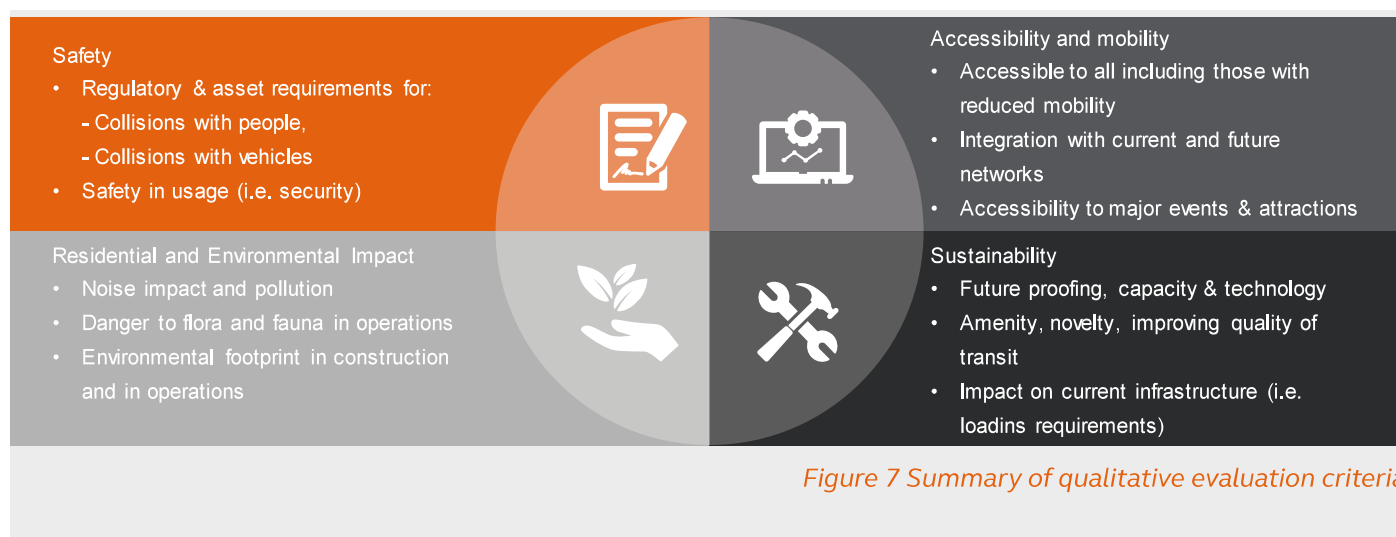 Safety
• Regulatory & asset requirements for:
- Collisions with people,
- Collisions with vehicles
• Safety in usage (i.e. security)
Accessibility and mobility
• Accessible to all including those with
reduced mobility
• Integration with current and future
networks
• Accessibility to major events & attractions
Residential and Environmental Impact
• Noise impact and pollution
• Danger to flora and fauna in operations
• Environmental footprint in construction
and in operations
Sustainability
• Future proofing, capacity & technology
• Amenity, novelty, improving quality of
transit
• Impact on current infrastructure (i.e.
loadins requirements)
Figure 7 Summary of qualitative evaluation criteria